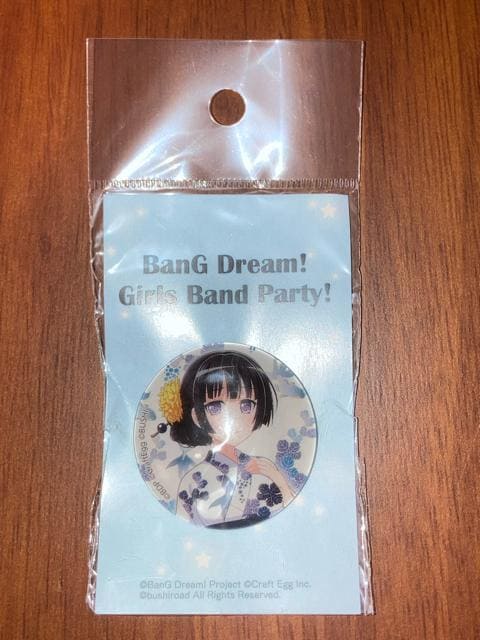 BanG Dream!
Girls Band Party!
©BanG Dream! Project ©Craft Egg Inc.
©bushiroad All Rights Reserved.